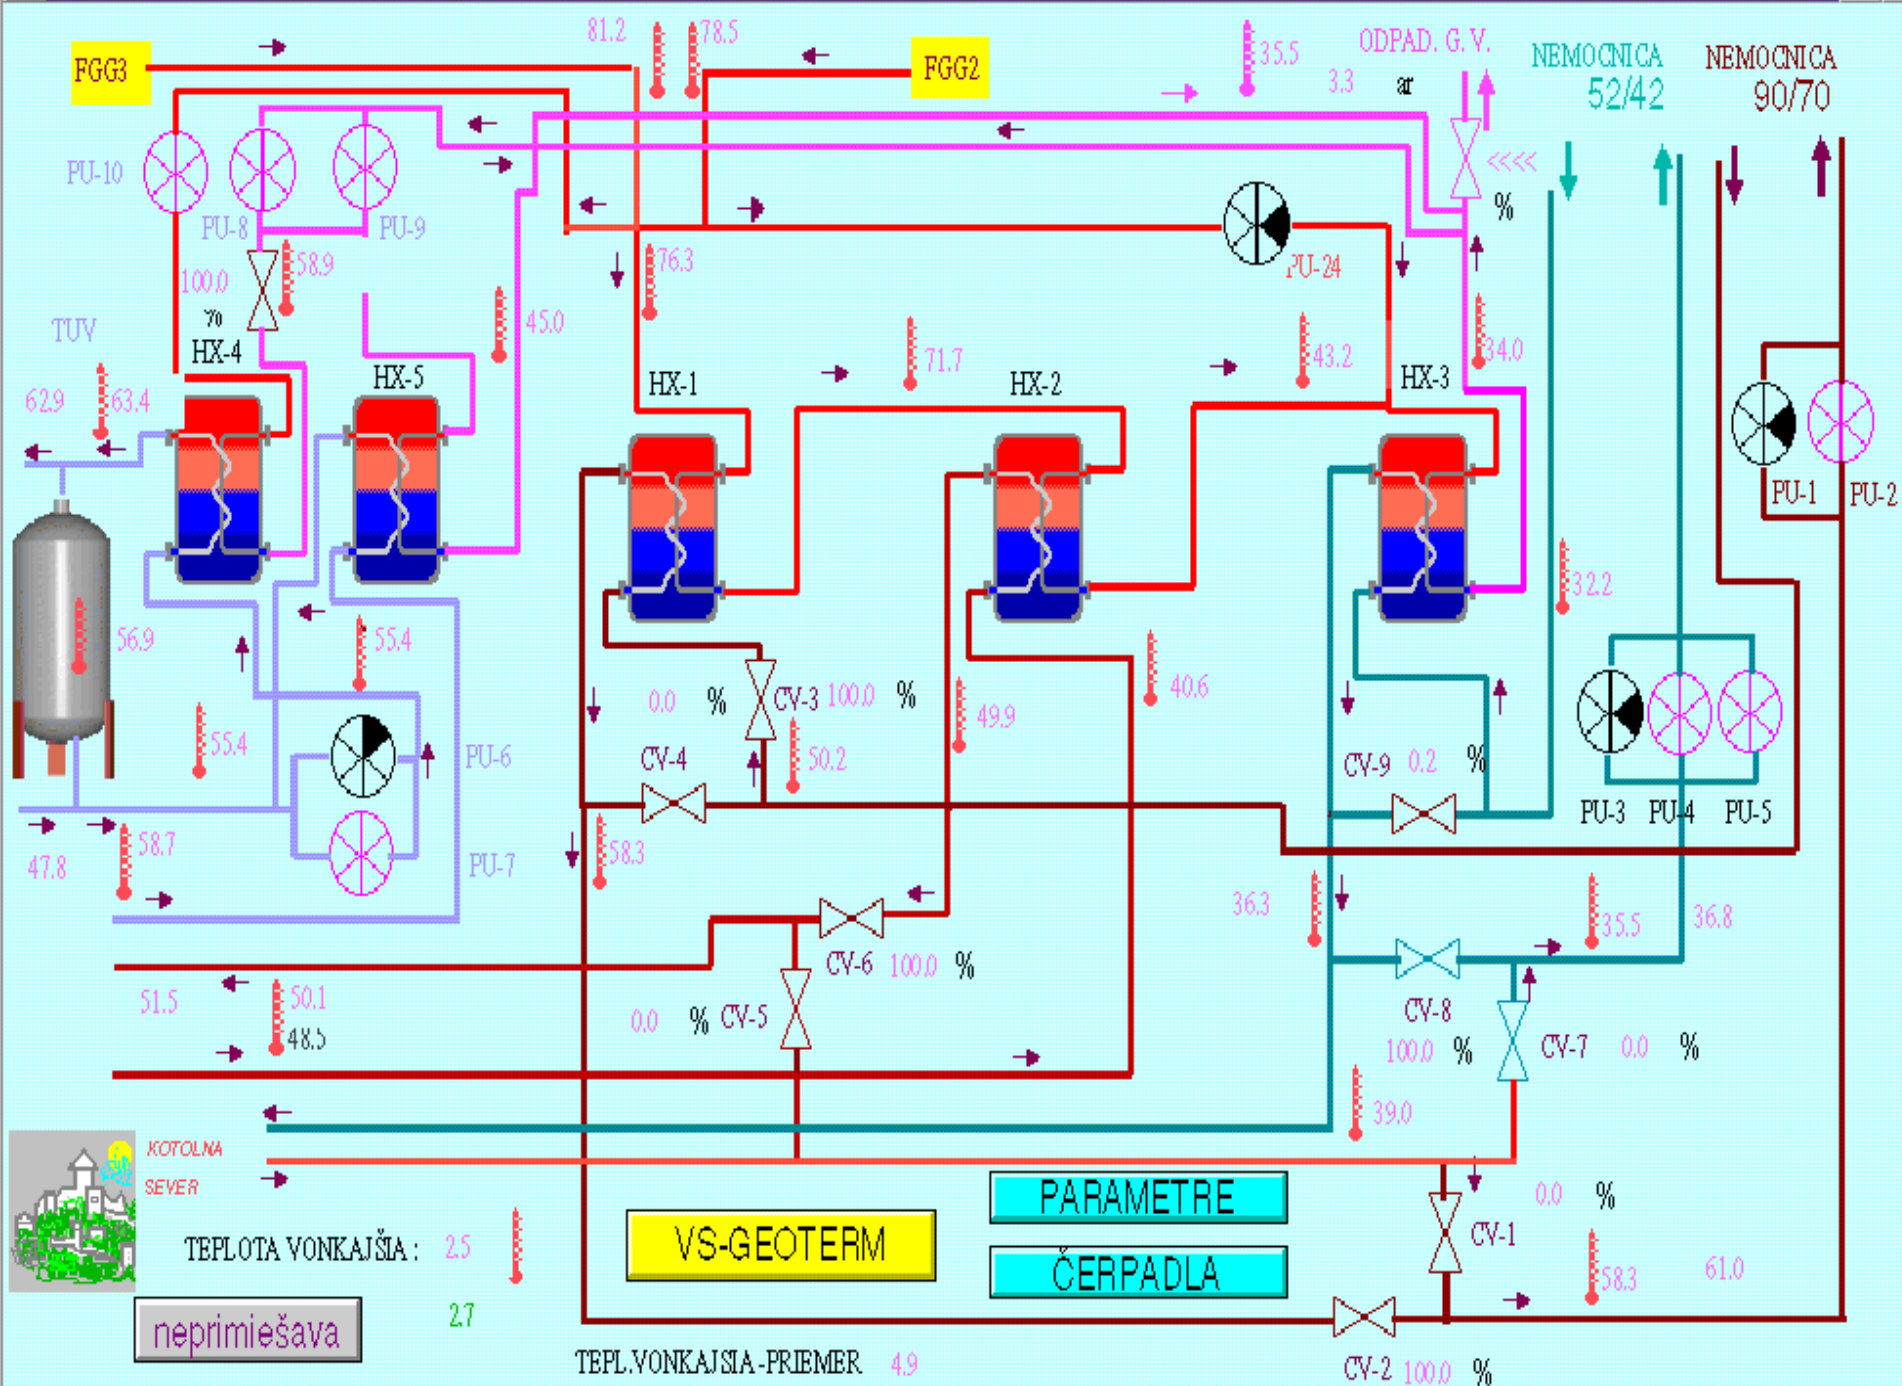 81.2
78.5
35.5
ODPAD. G. V.
NEMOCNICA
52/42
NEMOCNICA
90/70
FGG3
FGG2
3.3
ar
PU-10
<<<<
PU-8
PU-9
%
100.0
58.9
76.3
PU-24
%
TUV
45.0
HX-4
HX-5
HX-1
71.7
HX-2
43.2
HX-3
34.0
62.9
63.4
PU-1
PU-2
32.2
56.9
55.4
0.0 %
CV-3
100.0 %
49.9
40.6
55.4
PU-6
CV-4
50.2
CV-9
0.2 %
PU-3
PU-4
PU-5
47.8
58.7
PU-7
58.3
36.3
35.5
36.8
CV-6
100.0 %
51.5
50.1
48.5
0.0 %
CV-5
CV-8
100.0 %
CV-7
0.0 %
39.0
KOTOLNA
SEVER
PARAMETRE
0.0 %
CV-1
TEPLOTA VONKAJŠIA :
2.5
VS-GEOTERM
ČERPADLA
58.3
61.0
2.7
neprimiešava
TEPL.VONKAJSIA-PRIEMER
4.9
CV-2
100.0 %